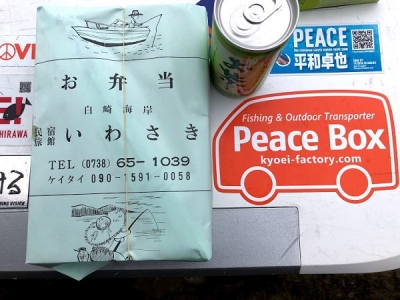 お弁当
白崎海岸
民宿
旅館
いわさき
TEL (0738) 65-1039
ケイタイ 090-1591-0058
PEACE
平和卓也
Fishing & Outdoor Transporter
Peace Box
kyoei-factory.com
HIRAWA